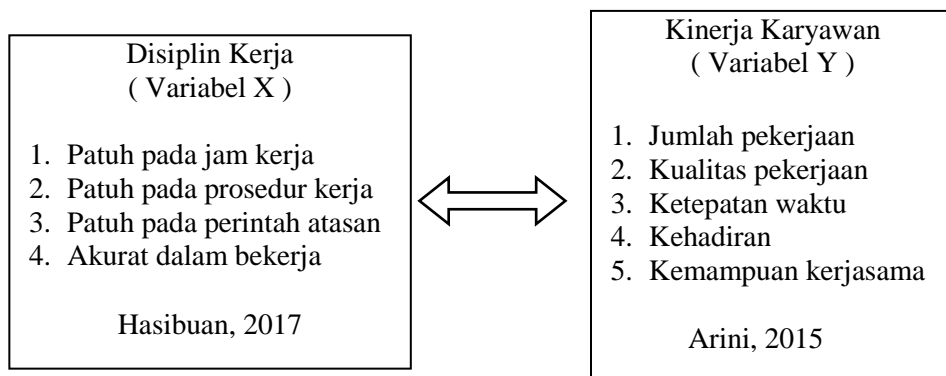 Disiplin Kerja
( Variabel X )
1. Patuh pada jam kerja
2. Patuh pada prosedur kerja
3. Patuh pada perintah atasan
4. Akurat dalam bekerja
Hasibuan, 2017
Kinerja Karyawan
( Variabel Y )
1. Jumlah pekerjaan
2. Kualitas pekerjaan
3. Ketepatan waktu
4. Kehadiran
5. Kemampuan kerjasama
Arini, 2015